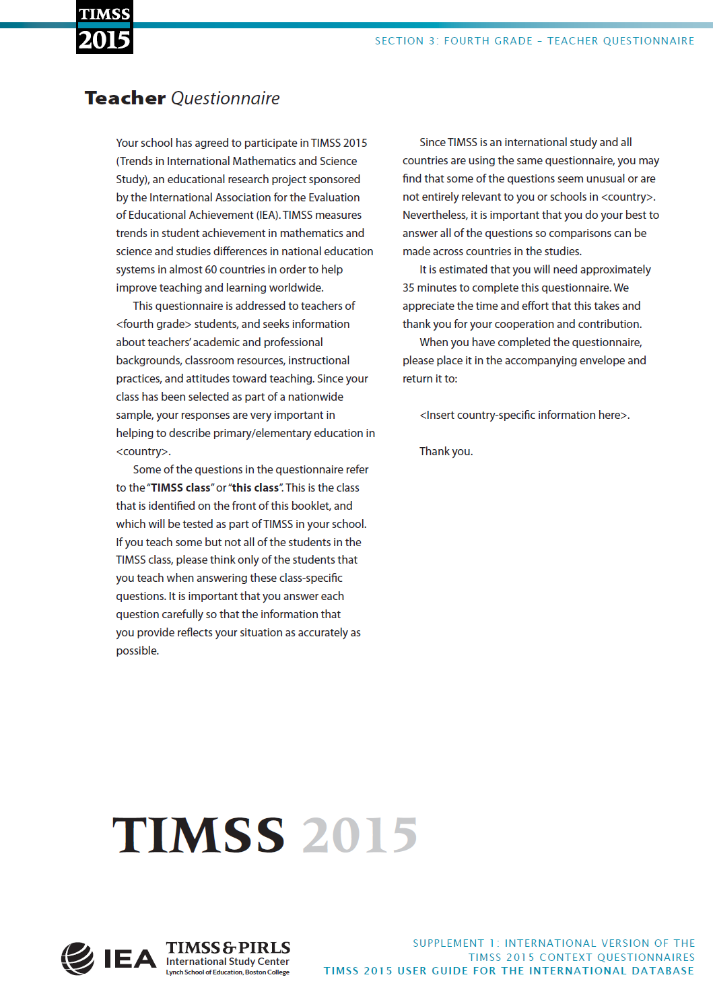 TIMSS
2015
SECTION 3: FOURTH GRADE – TEACHER QUESTIONNAIRE
Teacher Questionnaire
Your school has agreed to participate in TIMSS 2015
(Trends in International Mathematics and Science
Study), an educational research project sponsored
by the International Association for the Evaluation
of Educational Achievement (IEA). TIMSS measures
trends in student achievement in mathematics and
science and studies differences in national education
systems in almost 60 countries in order to help
improve teaching and learning worldwide.
This questionnaire is addressed to teachers of
<fourth grade> students, and seeks information
about teachers’ academic and professional
backgrounds, classroom resources, instructional
practices, and attitudes toward teaching. Since your
class has been selected as part of a nationwide
sample, your responses are very important in
helping to describe primary/elementary education in
<country>.
Some of the questions in the questionnaire refer
to the “TIMSS class” or “this class”. This is the class
that is identified on the front of this booklet, and
which will be tested as part of TIMSS in your school.
If you teach some but not all of the students in the
TIMSS class, please think only of the students that
you teach when answering these class-specific
questions. It is important that you answer each
question carefully so that the information that
you provide reflects your situation as accurately as
possible.
Since TIMSS is an international study and all
countries are using the same questionnaire, you may
find that some of the questions seem unusual or are
not entirely relevant to you or schools in <country>.
Nevertheless, it is important that you do your best to
answer all of the questions so comparisons can be
made across countries in the studies.
It is estimated that you will need approximately
35 minutes to complete this questionnaire. We
appreciate the time and effort that this takes and
thank you for your cooperation and contribution.
When you have completed the questionnaire,
please place it in the accompanying envelope and
return it to:
<Insert country-specific information here>.
Thank you.
TIMSS 2015
IEA
TIMSS & PIRLS
International Study Center
Lynch School of Education, Boston College
SUPPLEMENT 1: INTERNATIONAL VERSION OF THE
TIMSS 2015 CONTEXT QUESTIONNAIRES
TIMSS 2015 USER GUIDE FOR THE INTERNATIONAL DATABASE